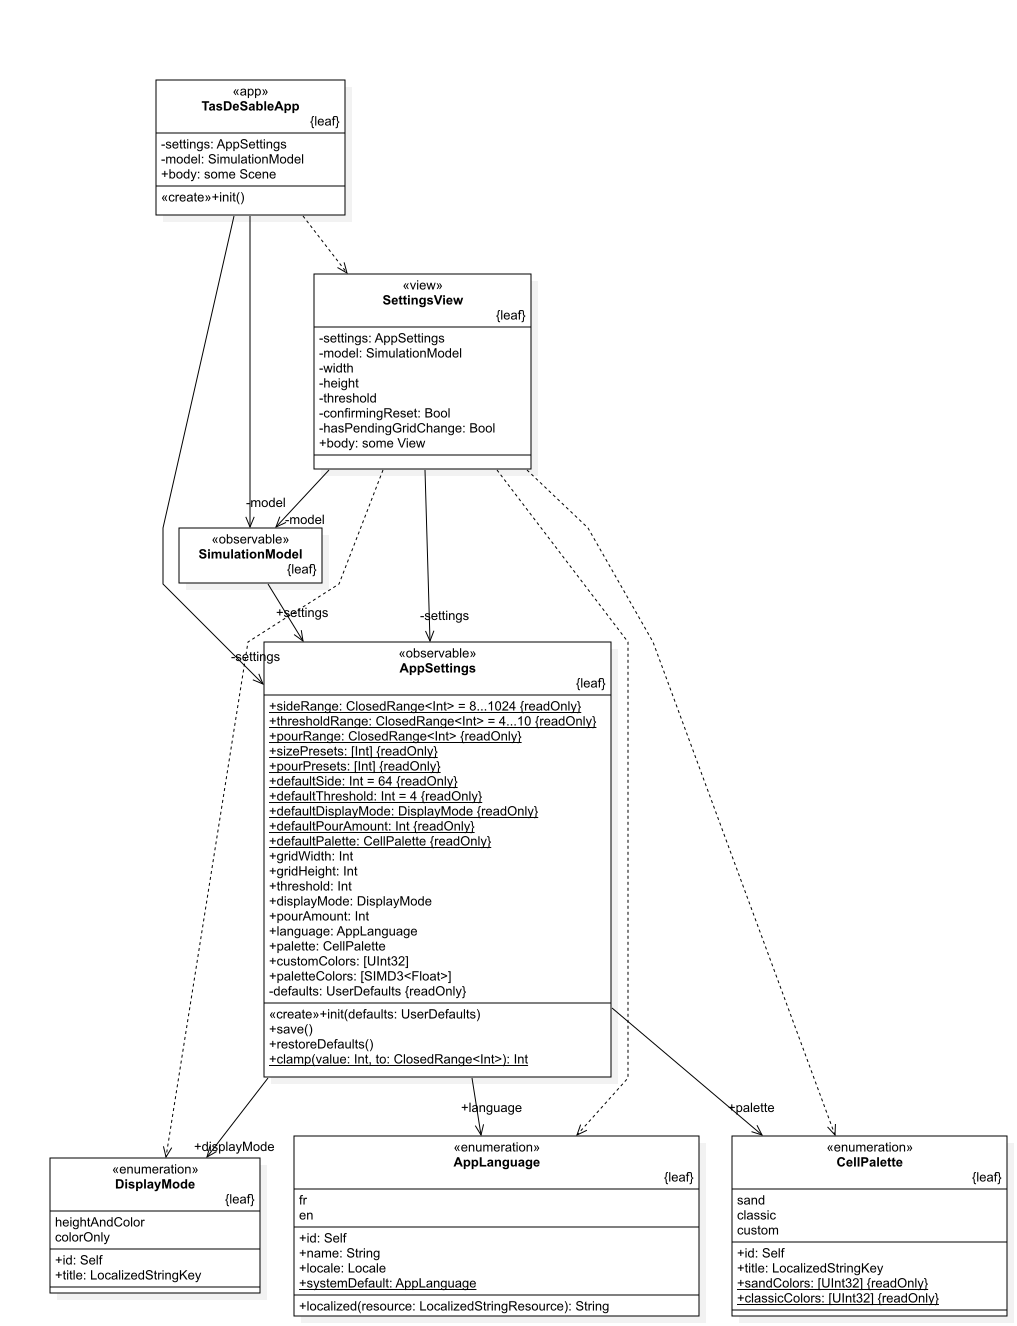 «app»
TasDeSableApp
{leaf}
-settings: AppSettings
-model: SimulationModel
+body: some Scene
«create»+init()
«view»
SettingsView
{leaf}
-settings: AppSettings
-model: SimulationModel
-width
-height
-threshold
-confirmingReset: Bool
-hasPendingGridChange: Bool
+body: some View
-model
-model
«observable»
SimulationModel
{leaf}
+settings
-settings
-settings
«observable»
AppSettings
{leaf}
+sideRange: ClosedRange<Int> = 8...1024 {readOnly}
+thresholdRange: ClosedRange<Int> = 4...10 {readOnly}
+pourRange: ClosedRange<Int> {readOnly}
+sizePresets: [Int] {readOnly}
+pourPresets: [Int] {readOnly}
+defaultSide: Int = 64 {readOnly}
+defaultThreshold: Int = 4 {readOnly}
+defaultDisplayMode: DisplayMode {readOnly}
+defaultPourAmount: Int {readOnly}
+defaultPalette: CellPalette {readOnly}
+gridWidth: Int
+gridHeight: Int
+threshold: Int
+displayMode: DisplayMode
+pourAmount: Int
+language: AppLanguage
+palette: CellPalette
+customColors: [UInt32]
+paletteColors: [SIMD3<Float>]
-defaults: UserDefaults {readOnly}
«create»+init(defaults: UserDefaults)
+save()
+restoreDefaults()
+clamp(value: Int, to: ClosedRange<Int>): Int
+displayMode
+language
+palette
«enumeration»
DisplayMode
{leaf}
heightAndColor
colorOnly
+id: Self
+title: LocalizedStringKey
«enumeration»
AppLanguage
{leaf}
fr
en
+id: Self
+name: String
+locale: Locale
+systemDefault: AppLanguage
+localized(resource: LocalizedStringResource): String
«enumeration»
CellPalette
{leaf}
sand
classic
custom
+id: Self
+title: LocalizedStringKey
+sandColors: [UInt32] {readOnly}
+classicColors: [UInt32] {readOnly}